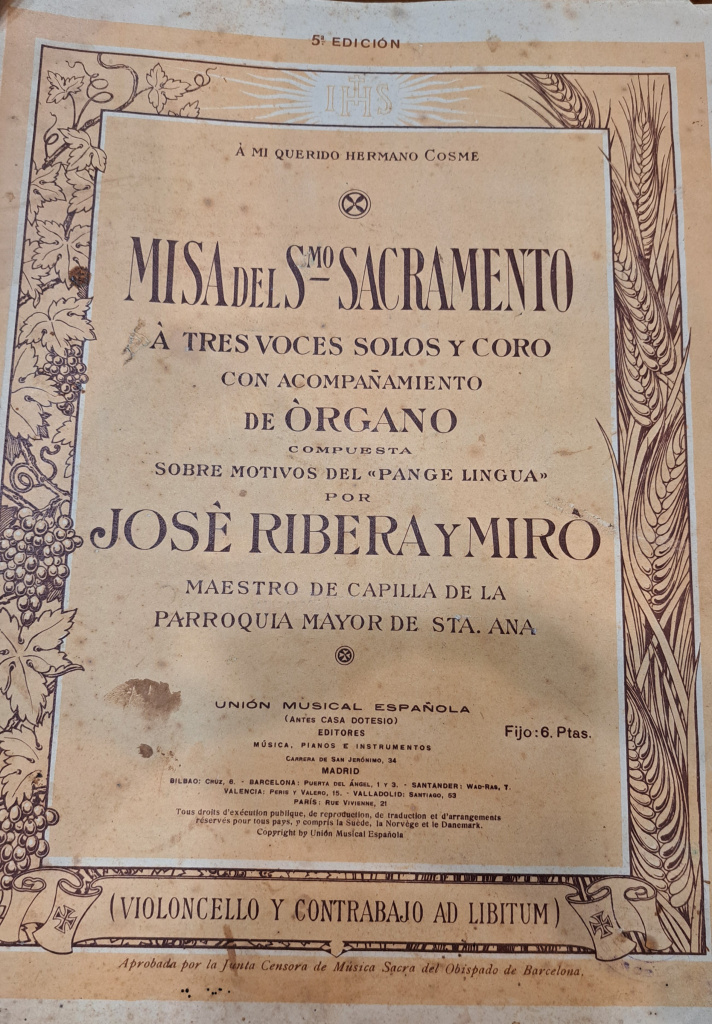 5ª EDICIÓN
IHS
À MI QUERIDO HERMANO COSME
MISA DEL Sᴹᴼ SACRAMENTO
À TRES VOCES SOLOS Y CORO
CON ACOMPAÑAMIENTO
DE ÒRGANO
COMPUESTA
SOBRE MOTIVOS DEL «PANGE LINGUA»
POR
JOSÈ RIBERA Y MIRÒ
MAESTRO DE CAPILLA DE LA
PARROQUIA MAYOR DE STA. ANA
UNIÓN MUSICAL ESPAÑOLA
(ANTES CASA DOTESIO)
EDITORES
MÚSICA, PIANOS E INSTRUMENTOS
CARRERA DE SAN JERÓNIMO, 34
MADRID
BILBAO: CRUZ, 6. - BARCELONA: PUERTA DEL ÁNGEL, 1 Y 3. - SANTANDER: WAD-RAS, 7.
VALENCIA: PERIS Y VALERO, 15. - VALLADOLID: SANTIAGO, 53
PARÍS: RUE VIVIENNE, 21
Fijo: 6. Ptas.
Tous droits d'exécution publique, de reproduction, de traduction et d'arrangements
réservés pour tous pays, y compris la Suède, la Norvège et le Danemark.
Copyright by Unión Musical Española
(VIOLONCELLO Y CONTRABAJO AD LIBITUM)
Aprobada por la Junta Censora de Música Sacra del Obispado de Barcelona.